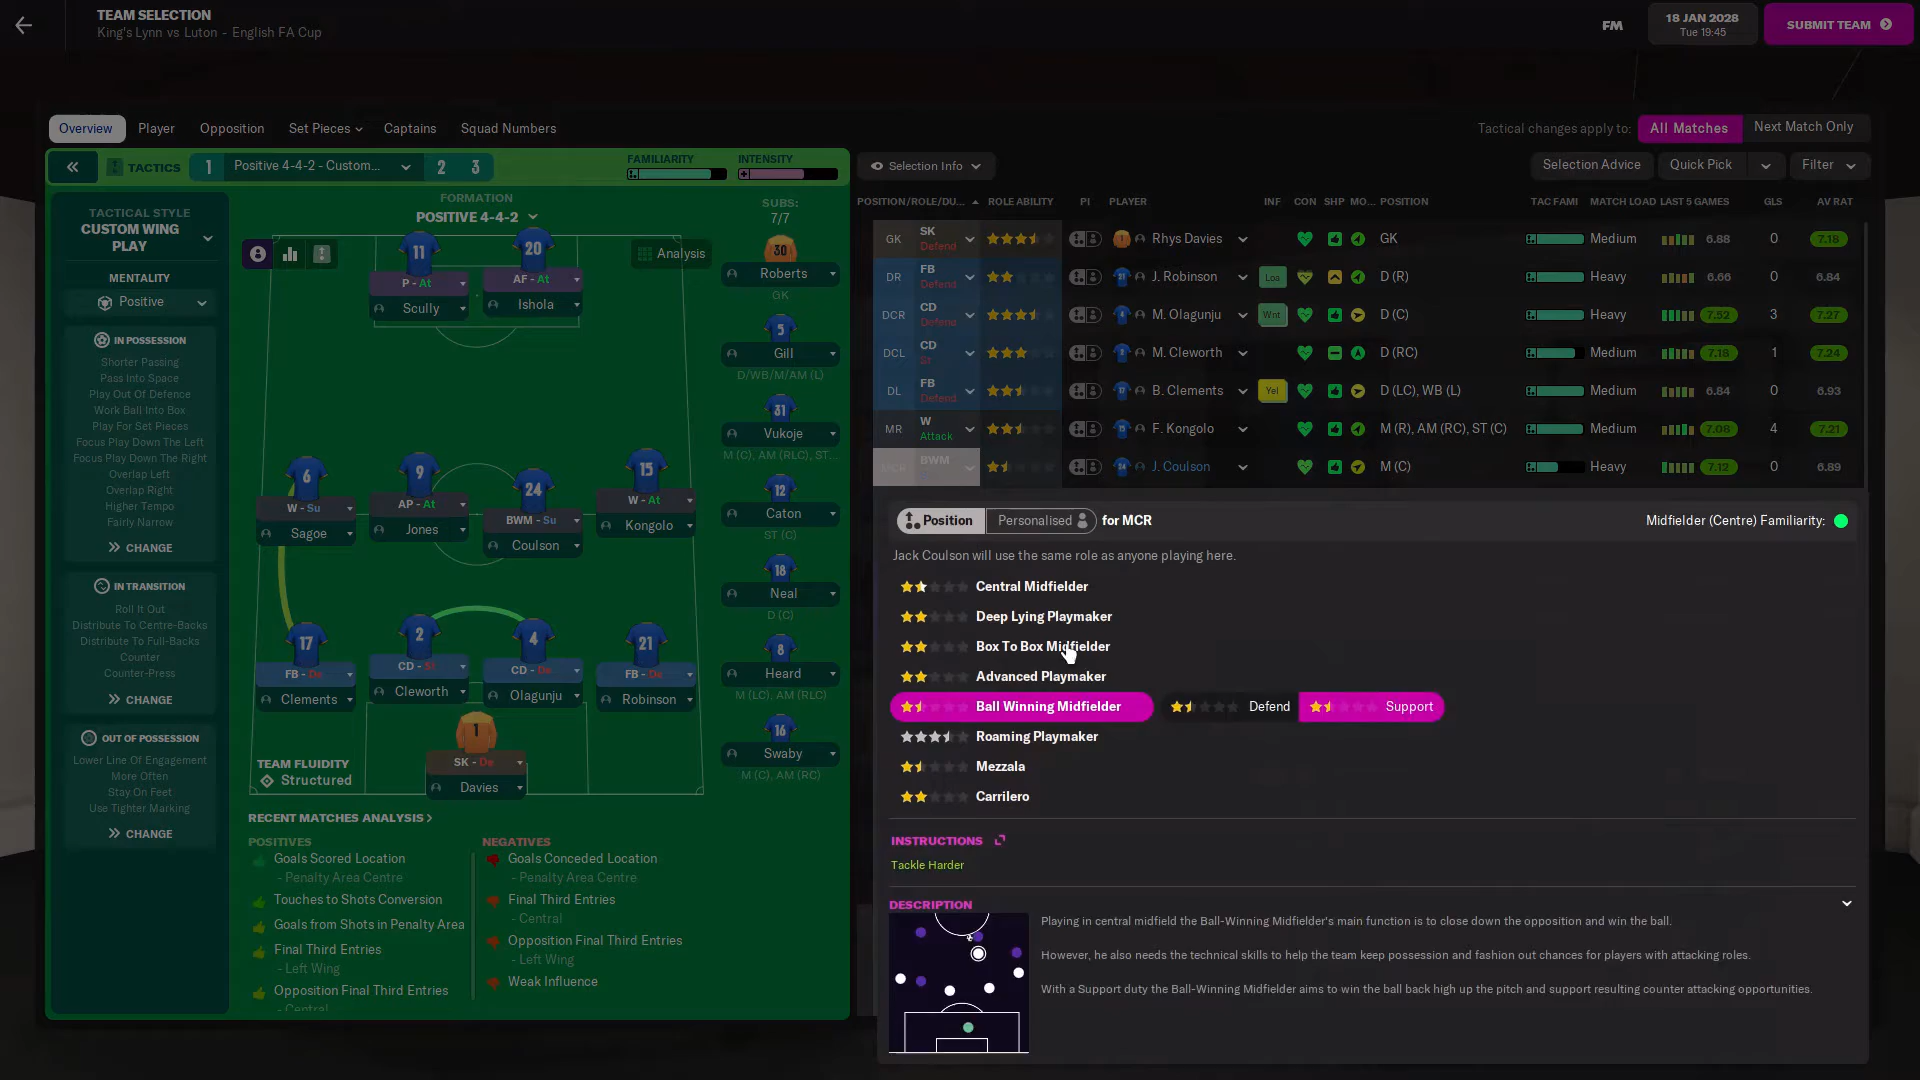 TEAM SELECTION
King's Lynn vs Luton - English FA Cup
FM
18 JAN 2028
Tue 19:45
SUBMIT TEAM
Overview
Player
Opposition
Set Pieces
Captains
Squad Numbers
Tactical changes apply to:
All Matches
Next Match Only
TACTICS
1
Positive 4-4-2 - Custom...
2
3
FAMILIARITY
INTENSITY
Selection Info
Selection Advice
Quick Pick
Filter
TACTICAL STYLE
CUSTOM WING
PLAY
MENTALITY
Positive
IN POSSESSION
Shorter Passing
Pass Into Space
Play Out Of Defence
Work Ball Into Box
Play For Set Pieces
Focus Play Down The Left
Focus Play Down The Right
Overlap Left
Overlap Right
Higher Tempo
Fairly Narrow
CHANGE
IN TRANSITION
Roll It Out
Distribute To Centre-Backs
Distribute To Full-Backs
Counter
Counter-Press
CHANGE
OUT OF POSSESSION
Lower Line Of Engagement
More Often
Stay On Feet
Use Tighter Marking
CHANGE
FORMATION
POSITIVE 4-4-2
Analysis
11
P - At
Scully
20
AF - At
Ishola
6
W - Su
Sagoe
9
AP - At
Jones
24
BWM - Su
Coulson
15
W - At
Kongolo
17
FB - De
Clements
2
CD - St
Cleworth
4
CD - De
Olagunju
21
FB - De
Robinson
1
SK - De
Davies
TEAM FLUIDITY
Structured
SUBS:
7/7
30
Roberts
GK
5
Gill
D/WB/M/AM (L)
31
Vukoje
M (C), AM (RLC), ST...
12
Caton
ST (C)
18
Neal
D (C)
8
Heard
M (LC), AM (RLC)
16
Swaby
M (C), AM (RC)
RECENT MATCHES ANALYSIS
POSITIVES
Goals Scored Location
- Penalty Area Centre
Touches to Shots Conversion
Goals from Shots in Penalty Area
Final Third Entries
- Left Wing
Opposition Final Third Entries
- Central
NEGATIVES
Goals Conceded Location
- Penalty Area Centre
Final Third Entries
- Central
Opposition Final Third Entries
- Left Wing
Weak Influence
POSITION/ROLE/DU... ROLE ABILITY PI PLAYER INF CON SHP MO... POSITION TAC FAMI MATCH LOAD LAST 5 GAMES GLS AV RAT
GK SK Defend Rhys Davies GK Medium 6.88 0 7.18
DR FB Defend J. Robinson Loa D (R) Heavy 6.66 0 6.84
DCR CD Defend M. Olagunju Wnt D (C) Heavy 7.52 3 7.27
DCL CD St M. Cleworth D (RC) Medium 7.18 1 7.24
DL FB Defend B. Clements Yel D (LC), WB (L) Medium 6.84 0 6.93
MR W Attack F. Kongolo M (R), AM (RC), ST (C) Medium 7.08 4 7.21
MCR BWM J. Coulson M (C) Heavy 7.12 0 6.89
Position
Personalised
for MCR
Midfielder (Centre) Familiarity:
Jack Coulson will use the same role as anyone playing here.
Central Midfielder
Deep Lying Playmaker
Box To Box Midfielder
Advanced Playmaker
Ball Winning Midfielder
Defend
Support
Roaming Playmaker
Mezzala
Carrilero
INSTRUCTIONS
Tackle Harder
DESCRIPTION
Playing in central midfield the Ball-Winning Midfielder's main function is to close down the opposition and win the ball.
However, he also needs the technical skills to help the team keep possession and fashion out chances for players with attacking roles.
With a Support duty the Ball-Winning Midfielder aims to win the ball back high up the pitch and support resulting counter attacking opportunities.